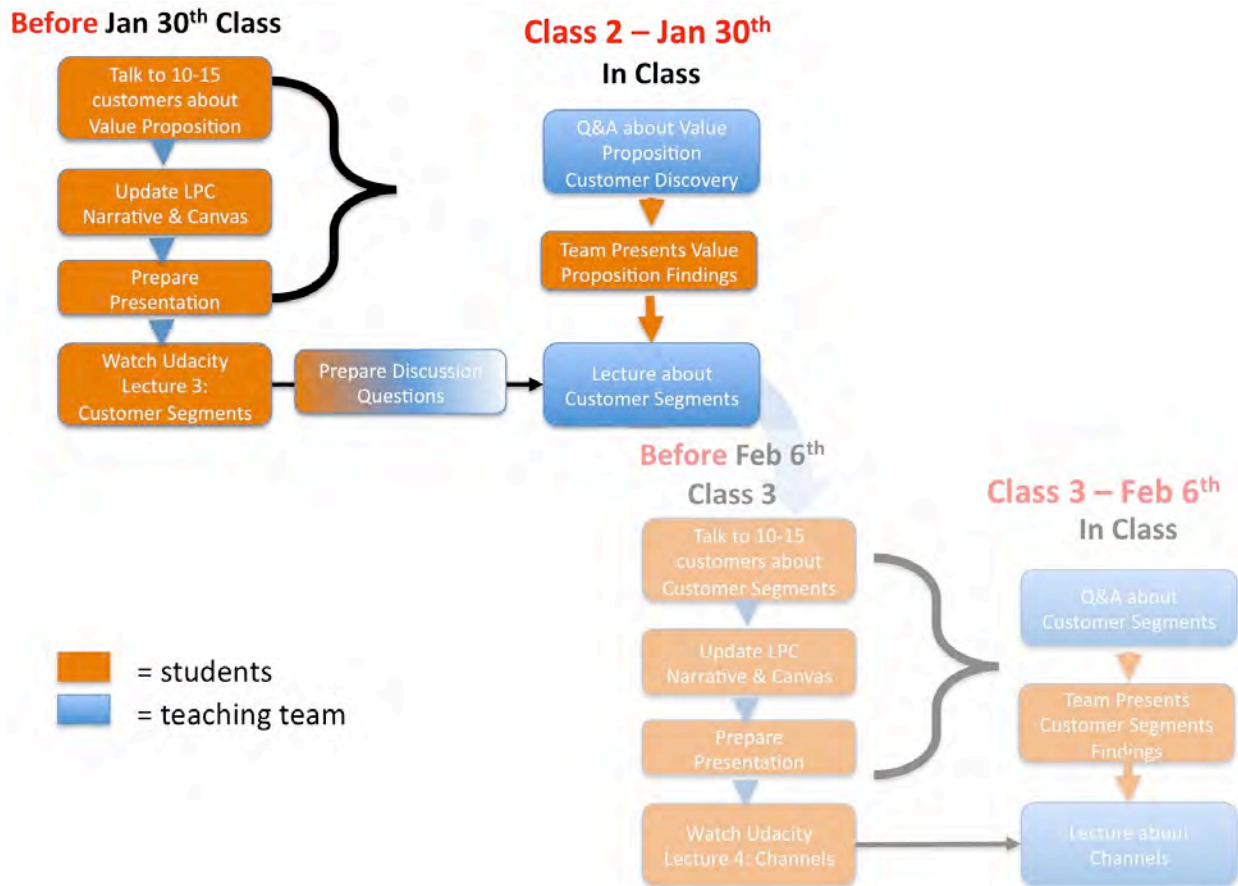 Before Jan 30th Class
Talk to 10-15
customers about
Value Proposition
Update LPC
Narrative & Canvas
Prepare
Presentation
Watch Udacity
Lecture 3:
Customer Segments
Prepare Discussion
Questions
Class 2 – Jan 30th
In Class
Q&A about Value
Proposition
Customer Discovery
Team Presents Value
Proposition Findings
Lecture about
Customer Segments
Before Feb 6th
Class 3
Talk to 10-15
customers about
Customer Segments
Update LPC
Narrative & Canvas
Prepare
Presentation
Watch Udacity
Lecture 4: Channels
Class 3 – Feb 6th
In Class
Q&A about
Customer Segments
Team Presents
Customer Segments
Findings
Lecture about
Channels
= students
= teaching team